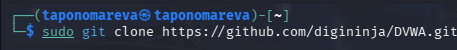 ┌──(taponomareva㉿taponomareva)-[~]
└─$ sudo git clone https://github.com/digininja/DVWA.git